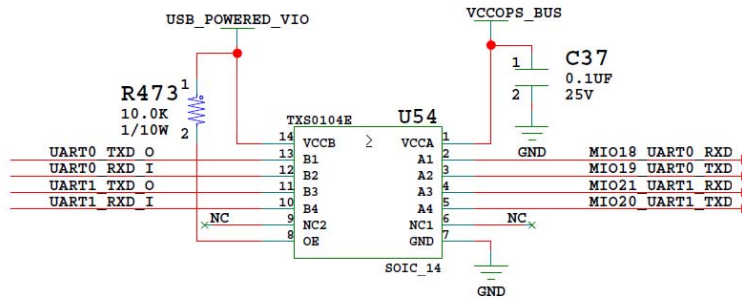 USB_POWERED_VIO
VCCOPS_BUS
R473
1
10.0K
1/10W
2
1
C37
0.1UF
2
25V
GND
TXS0104E
U54
14 VCCB ≥ VCCA 1
UART0_TXD_O 13 B1 A1 2 MIO18_UART0_RXD
UART0_RXD_I 12 B2 A2 3 MIO19_UART0_TXD
UART1_TXD_O 11 B3 A3 4 MIO21_UART1_RXD
UART1_RXD_I 10 B4 A4 5 MIO20_UART1_TXD
NC 9 NC2 NC1 6 NC
8 OE GND 7
SOIC_14
GND